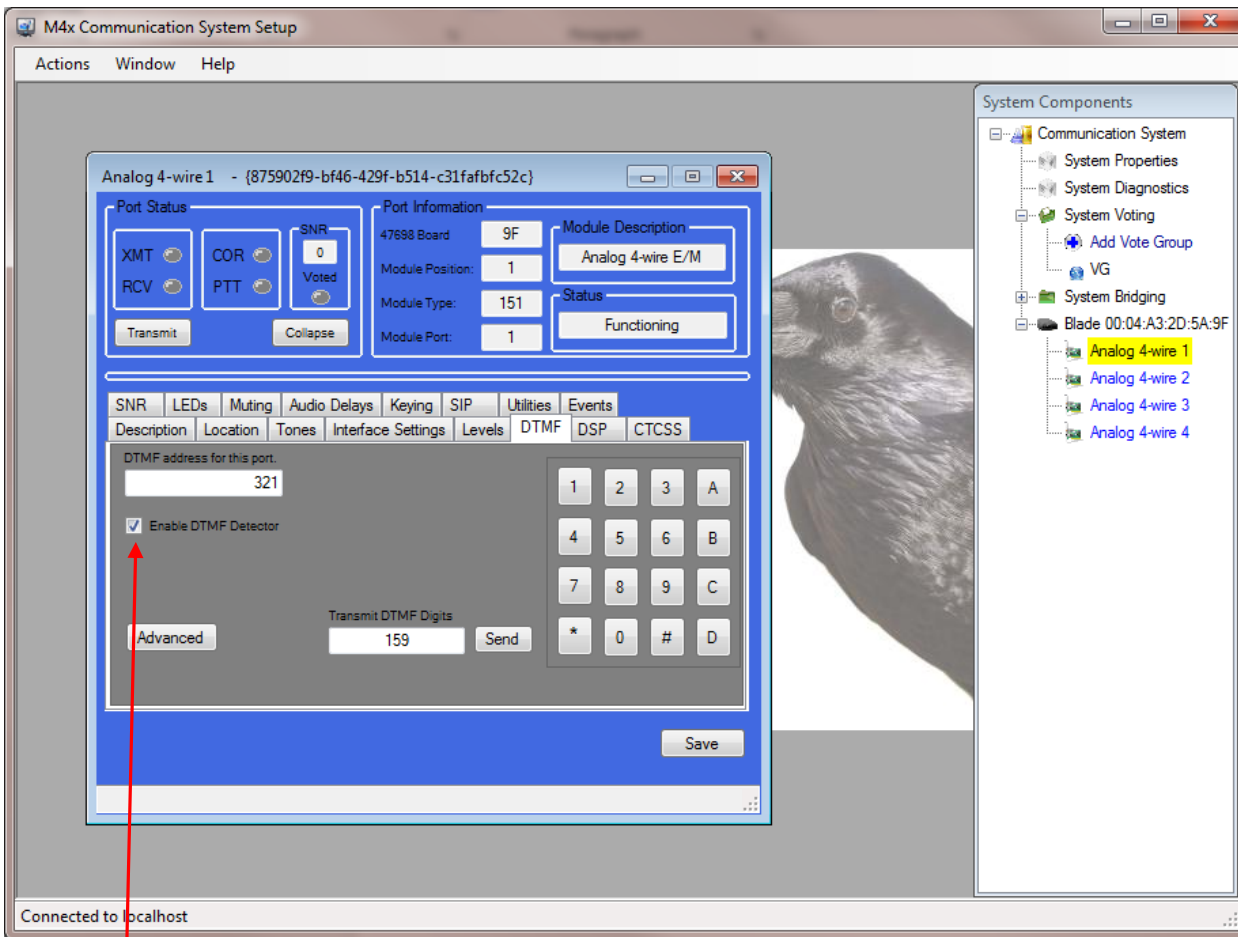 M4x Communication System Setup
Actions Window Help
System Components
Communication System
System Properties
System Diagnostics
System Voting
Add Vote Group
VG
System Bridging
Blade 00:04:A3:2D:5A:9F
Analog 4-wire 1
Analog 4-wire 2
Analog 4-wire 3
Analog 4-wire 4
Analog 4-wire 1 - {875902f9-bf46-429f-b514-c31fafbfc52c}
Port Status
XMT COR
RCV PTT
SNR
0
Voted
Transmit Collapse
Port Information
47698 Board 9F
Module Position: 1
Module Type: 151
Module Port: 1
Module Description
Analog 4-wire E/M
Status
Functioning
SNR LEDs Muting Audio Delays Keying SIP Utilities Events
Description Location Tones Interface Settings Levels DTMF DSP CTCSS
DTMF address for this port.
321
Enable DTMF Detector
Advanced
Transmit DTMF Digits
159 Send
1 2 3 A
4 5 6 B
7 8 9 C
* 0 # D
Save
Connected to localhost